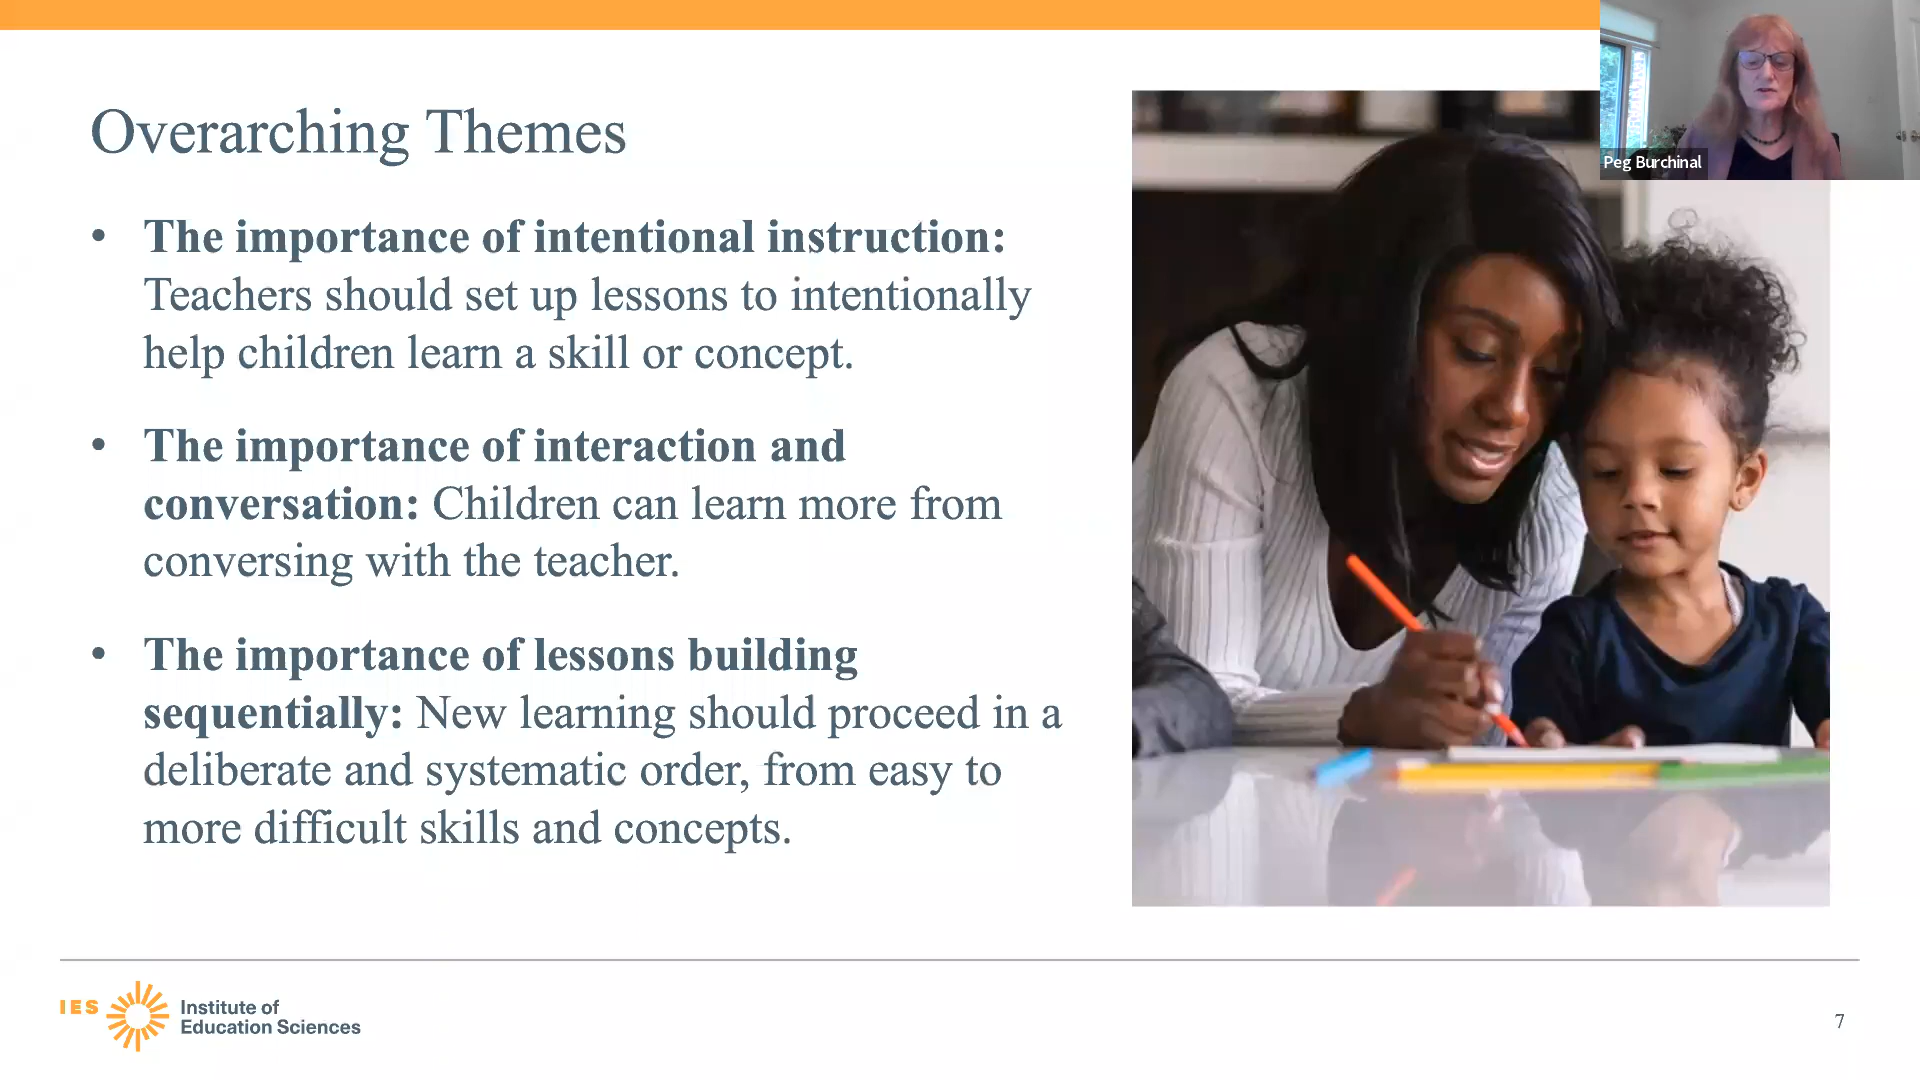 Peg Burchinal
Overarching Themes
• The importance of intentional instruction:
Teachers should set up lessons to intentionally
help children learn a skill or concept.
• The importance of interaction and
conversation: Children can learn more from
conversing with the teacher.
• The importance of lessons building
sequentially: New learning should proceed in a
deliberate and systematic order, from easy to
more difficult skills and concepts.
IES
Institute of
Education Sciences
7